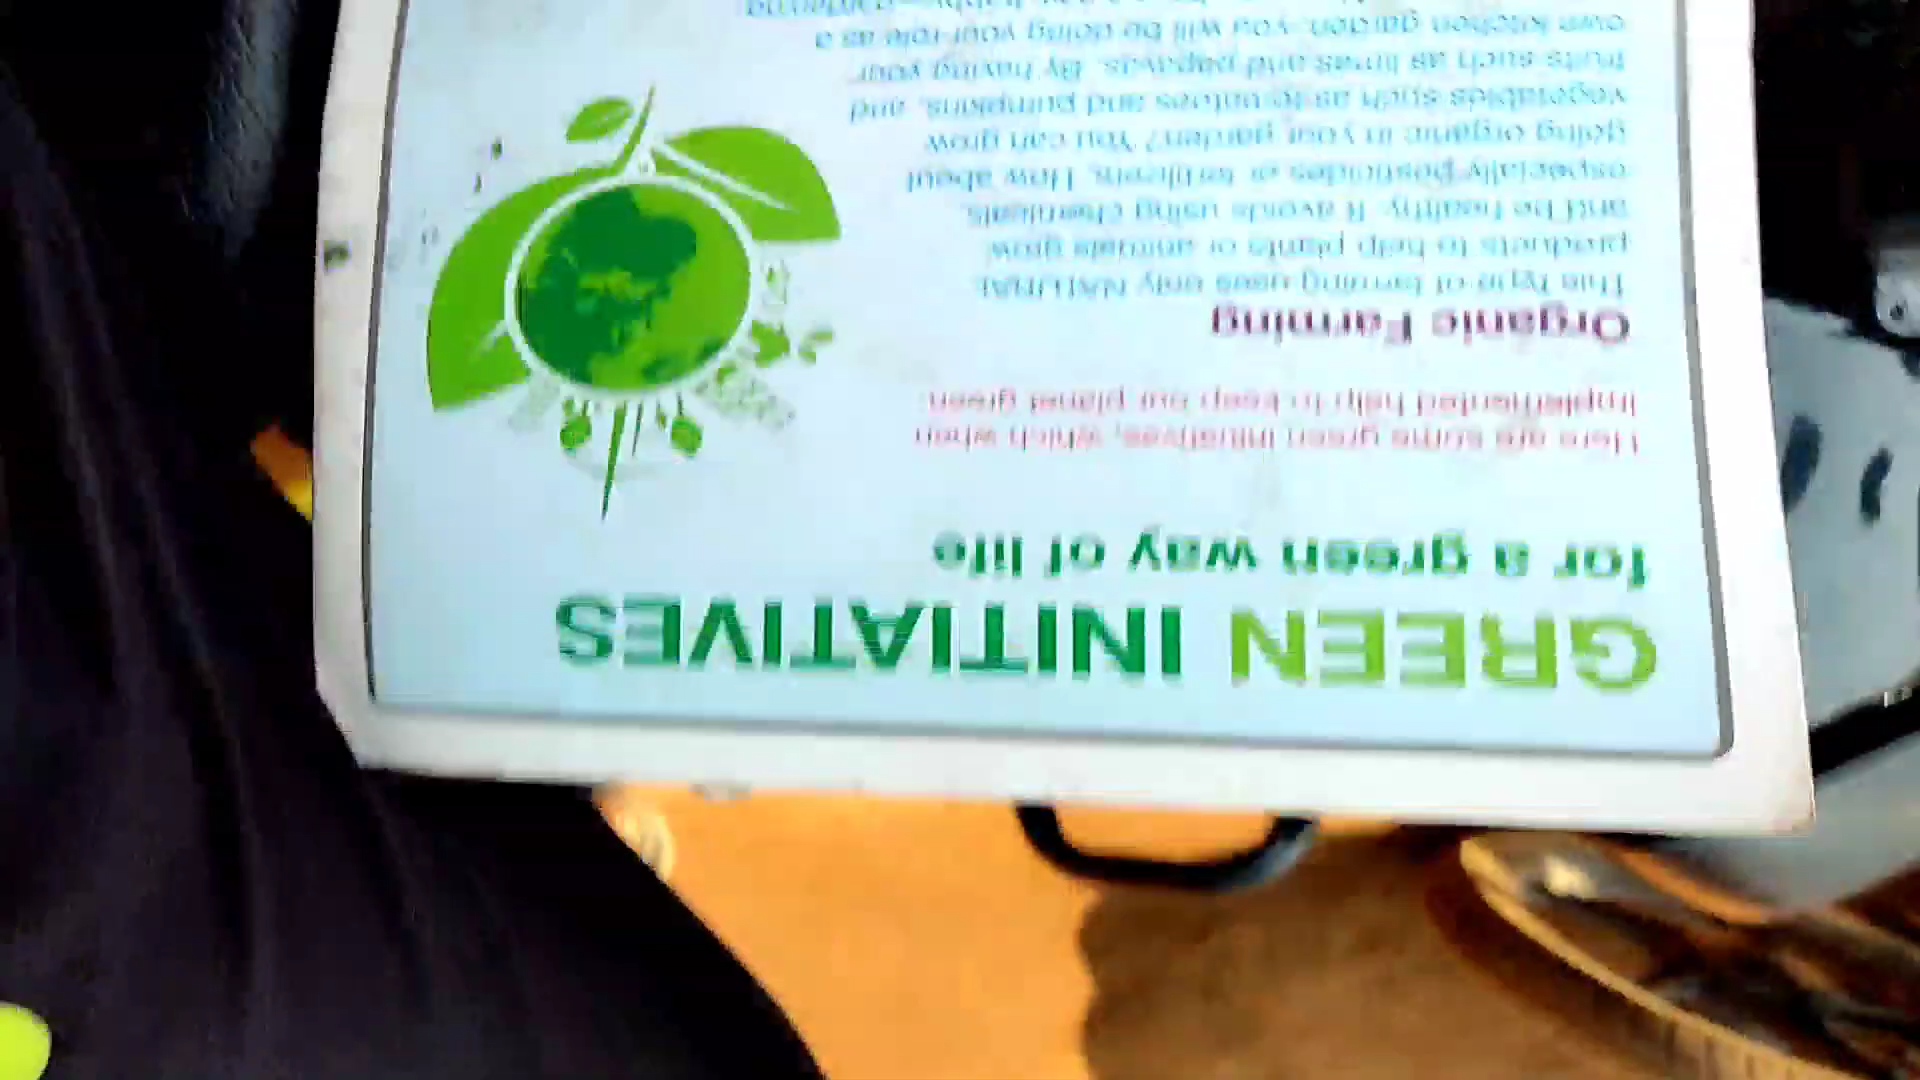 GREEN INITIATIVES
for a green way of life
Here are some green initiatives, which when
implemented help to keep our planet green.
Organic Farming
This type of farming uses only NATURAL
products to help plants or animals grow
and be healthy. It avoids using chemicals
especially pesticides or fertilisers. How about
going organic in your garden? You can grow
vegetables such as tomatoes and pumpkins, and
fruits such as limes and papayas. By having your
own kitchen garden, you will be doing your role as a